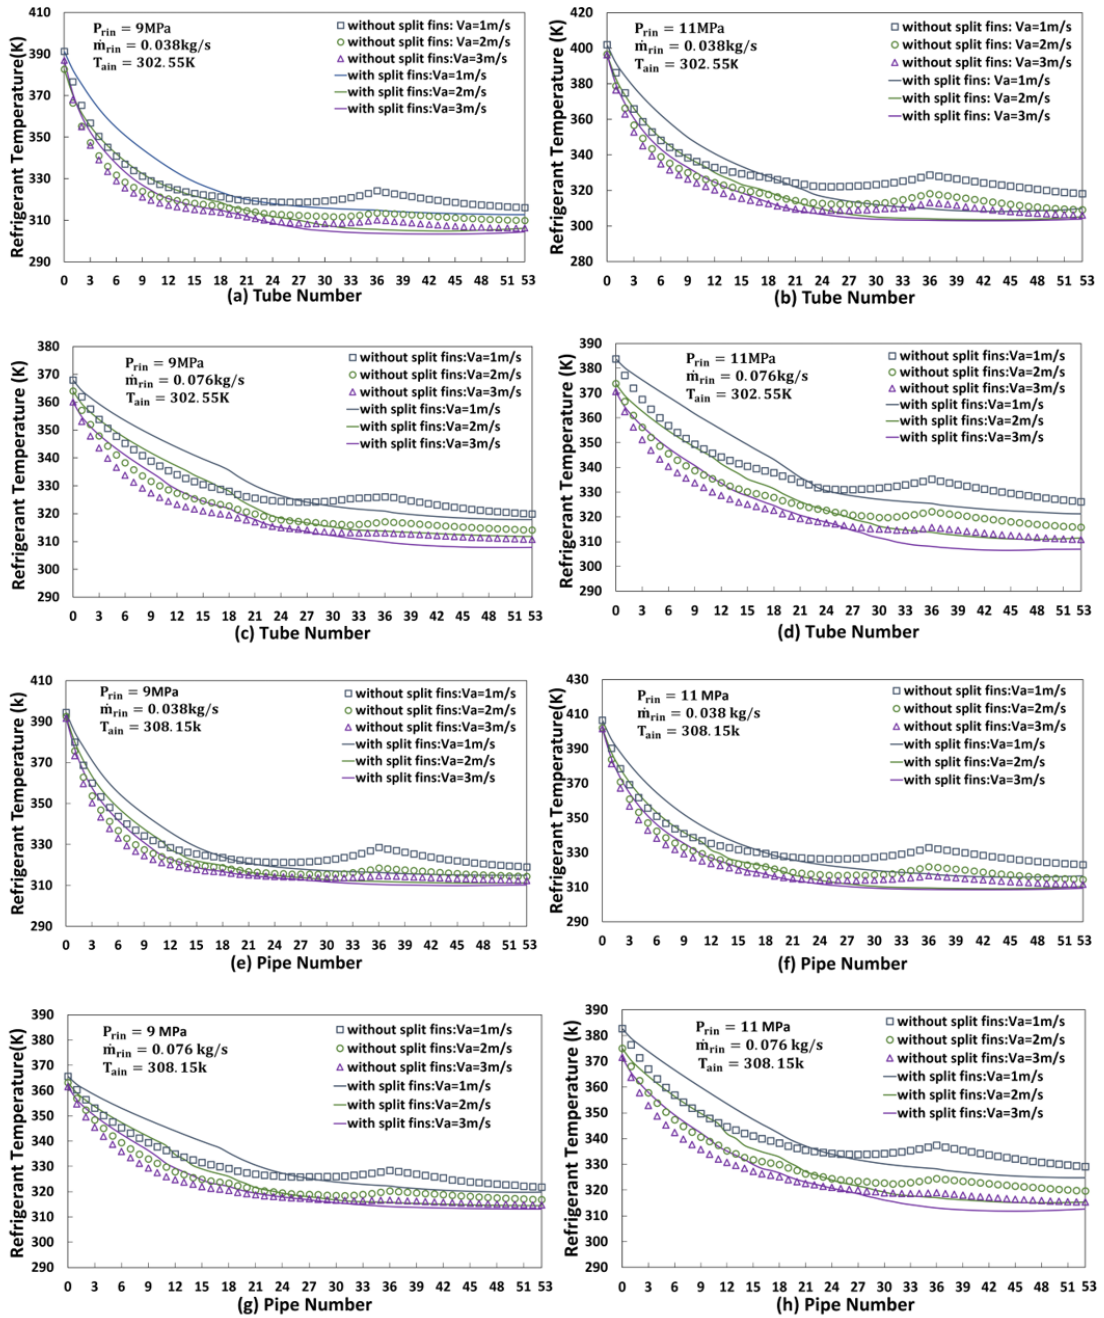 410
390
370
350
330
310
290
Refrigerant Temperature(K)
P_rin = 9MPa
ṁ_rin = 0.038kg/s
T_ain = 302.55K
without split fins: Va=1m/s
without split fins: Va=2m/s
without split fins:Va=3m/s
with split fins:Va=1m/s
with split fins:Va=2m/s
with split fins:Va=3m/s
0 3 6 9 12 15 18 21 24 27 30 33 36 39 42 45 48 51 53
(a) Tube Number
420
400
380
360
340
320
300
280
Refrigerant Temperature (K)
P_rin = 11MPa
ṁ_rin = 0.038kg/s
T_ain = 302.55K
without split fins:Va=1m/s
without split fins:Va=2m/s
without split fins:Va=3m/s
with split fins: Va=1m/s
with split fins: Va=2m/s
with split fins: Va=3m/s
0 3 6 9 12 15 18 21 24 27 30 33 36 39 42 45 48 51 53
(b) Tube Number
380
370
360
350
340
330
320
310
300
290
Refrigerant Temperature (K)
P_rin = 9MPa
ṁ_rin = 0.076kg/s
T_ain = 302.55K
without split fins:Va=1m/s
without split fins:Va=2m/s
without split fins:Va=3m/s
with split fins:Va=1m/s
with split fins:Va=2m/s
with split fins:Va=3m/s
0 3 6 9 12 15 18 21 24 27 30 33 36 39 42 45 48 51 53
(c) Tube Number
390
380
370
360
350
340
330
320
310
300
290
Refrigerant Temperature (K)
P_rin = 11MPa
ṁ_rin = 0.076kg/s
T_ain = 302.55K
without split fins:Va=1m/s
without split fins:Va=2m/s
without split fins:Va=3m/s
with split fins:Va=1m/s
with split fins:Va=2m/s
with split fins:Va=3m/s
0 3 6 9 12 15 18 21 24 27 30 33 36 39 42 45 48 51 53
(d) Tube Number
410
390
370
350
330
310
290
Refrigerant Temperature (k)
P_rin = 9MPa
ṁ_rin = 0.038kg/s
T_ain = 308.15k
without split fins:Va=1m/s
without split fins:Va=2m/s
without split fins:Va=3m/s
with split fins:Va=1m/s
with split fins:Va=2m/s
with split fins:Va=3m/s
0 3 6 9 12 15 18 21 24 27 30 33 36 39 42 45 48 51 53
(e) Pipe Number
430
410
390
370
350
330
310
290
Refrigerant Temperature(K)
P_rin = 11 MPa
ṁ_rin = 0.038 kg/s
T_ain = 308.15k
without split fins:Va=1m/s
without split fins:Va=2m/s
without split fins:Va=3m/s
with split fins:Va=1m/s
with split fins:Va=2m/s
with split fins:Va=3m/s
0 3 6 9 12 15 18 21 24 27 30 33 36 39 42 45 48 51 53
(f) Pipe Number
390
380
370
360
350
340
330
320
310
300
290
Refrigerant Temperature(K)
P_rin = 9 MPa
ṁ_rin = 0.076 kg/s
T_ain = 308.15k
without split fins:Va=1m/s
without split fins:Va=2m/s
without split fins:Va=3m/s
with split fins:Va=1m/s
with split fins:Va=2m/s
with split fins:Va=3m/s
0 3 6 9 12 15 18 21 24 27 30 33 36 39 42 45 48 51 53
(g) Pipe Number
390
380
370
360
350
340
330
320
310
300
290
Refrigerant Temperature (k)
P_rin = 11 MPa
ṁ_rin = 0.076 kg/s
T_ain = 308.15k
without split fins:Va=1m/s
without split fins:Va=2m/s
without split fins:Va=3m/s
with split fins:Va=1m/s
with split fins:Va=2m/s
with split fins:Va=3m/s
0 3 6 9 12 15 18 21 24 27 30 33 36 39 42 45 48 51 53
(h) Pipe Number